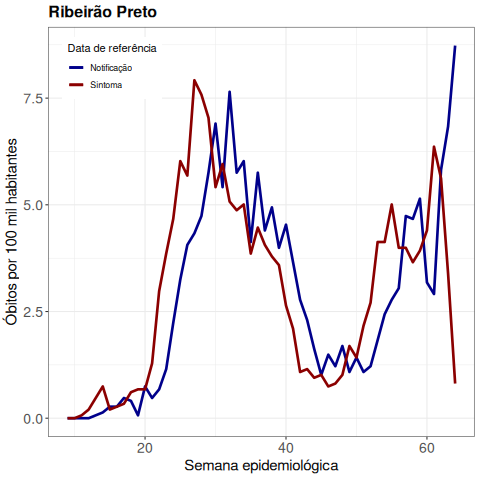 Ribeirão Preto
Data de referência
Notificação
Sintoma
7.5
5.0
2.5
0.0
Óbitos por 100 mil habitantes
20
40
60
Semana epidemiológica